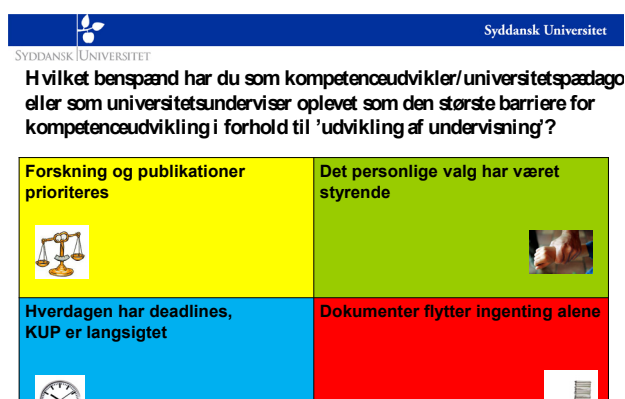 Syddansk Universitet
SYDDANSK UNIVERSITET
Hvilket benspænd har du som kompetenceudvikler/universitetspædago
eller som universitetsunderviser oplevet som den største barriere for
kompetenceudvikling i forhold til ’udvikling af undervisning’?
Forskning og publikationer
prioriteres
Det personlige valg har været
styrende
Hverdagen har deadlines,
KUP er langsigtet
Dokumenter flytter ingenting alene